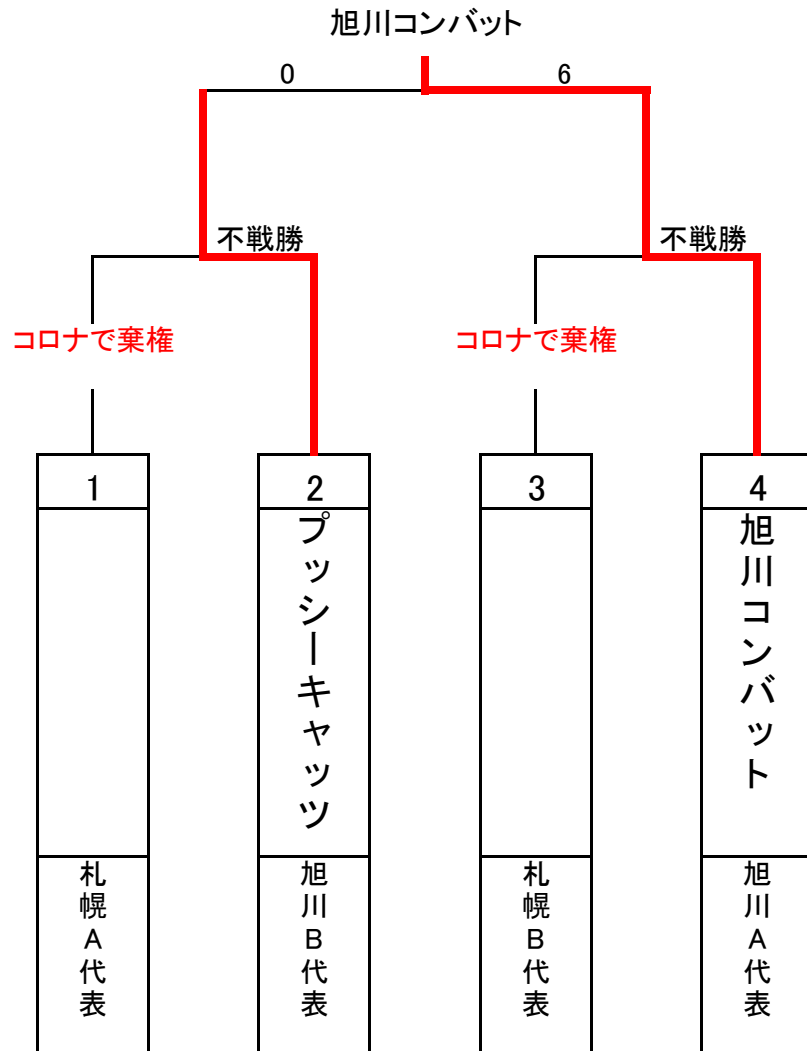 旭川コンバット
0
6
不戦勝
不戦勝
コロナで棄権
コロナで棄権
1
2
3
4
プッシーキャッツ
旭川コンバット
札幌A代表
旭川B代表
札幌B代表
旭川A代表